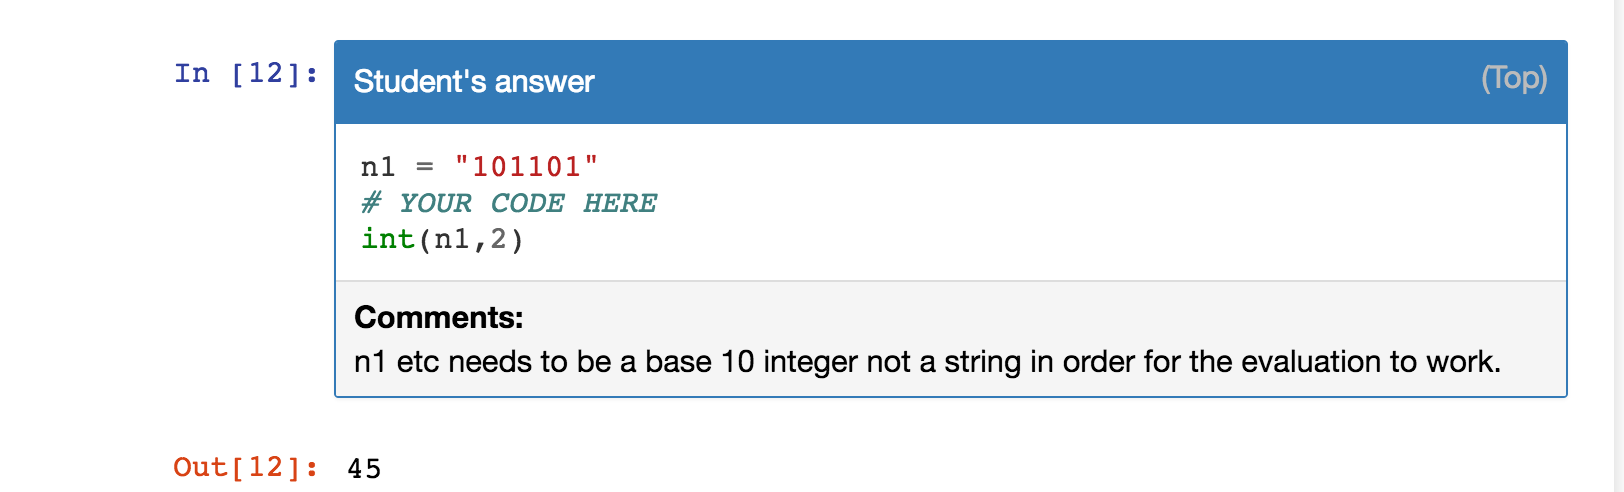 In [12]:
Student's answer (Top)
n1 = "101101"
# YOUR CODE HERE
int(n1,2)
Comments:
n1 etc needs to be a base 10 integer not a string in order for the evaluation to work.
Out[12]: 45